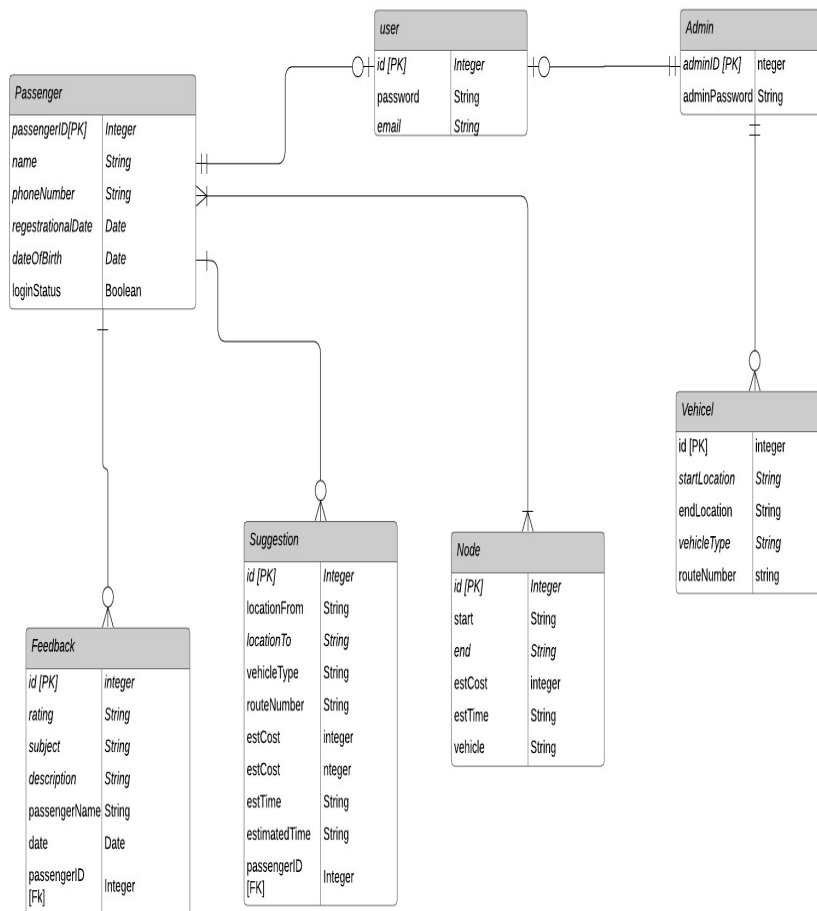 user
id [PK] Integer
password String
email String
Admin
adminID [PK] nteger
adminPassword String
Passenger
passengerID[PK] Integer
name String
phoneNumber String
regestrationalDate Date
dateOfBirth Date
loginStatus Boolean
Vehicel
id [PK] integer
startLocation String
endLocation String
vehicleType String
routeNumber string
Suggestion
id [PK] Integer
locationFrom String
locationTo String
vehicleType String
routeNumber String
estCost integer
estCost nteger
estTime String
estimatedTime String
passengerID
[FK] Integer
Node
id [PK] Integer
start String
end String
estCost integer
estTime String
vehicle String
Feedback
id [PK] integer
rating String
subject String
description String
passengerName String
date Date
passengerID
[Fk] Integer